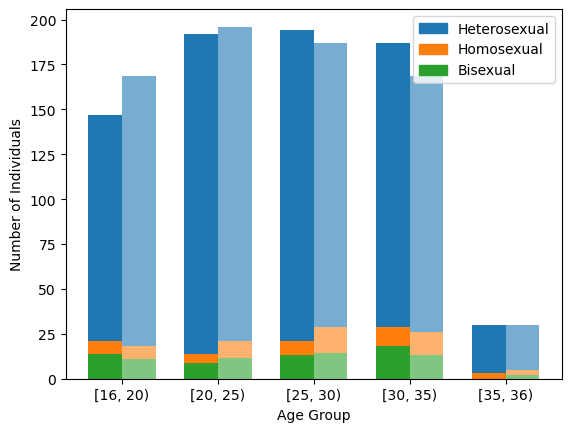 200
175
150
125
100
75
50
25
0
Number of Individuals
Heterosexual
Homosexual
Bisexual
[16, 20) [20, 25) [25, 30) [30, 35) [35, 36)
Age Group